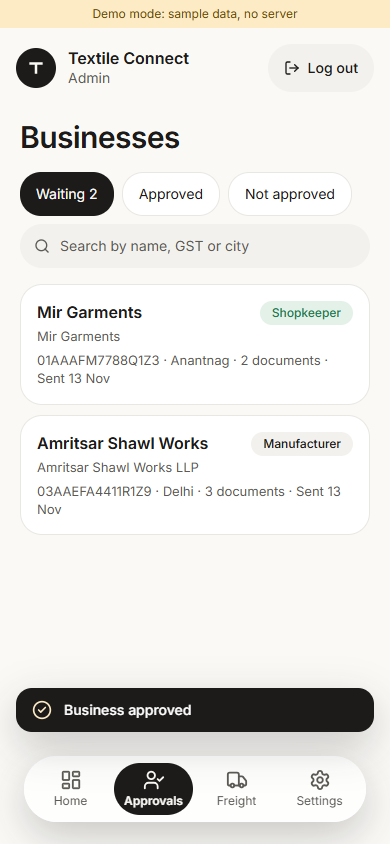 Demo mode: sample data, no server
T
Textile Connect
Admin
Log out
Businesses
Waiting 2
Approved
Not approved
Search by name, GST or city
Mir Garments
Shopkeeper
Mir Garments
01AAAFM7788Q1Z3 · Anantnag · 2 documents ·
Sent 13 Nov
Amritsar Shawl Works
Manufacturer
Amritsar Shawl Works LLP
03AAEFA4411R1Z9 · Delhi · 3 documents · Sent 13
Nov
Business approved
Home
Approvals
Freight
Settings